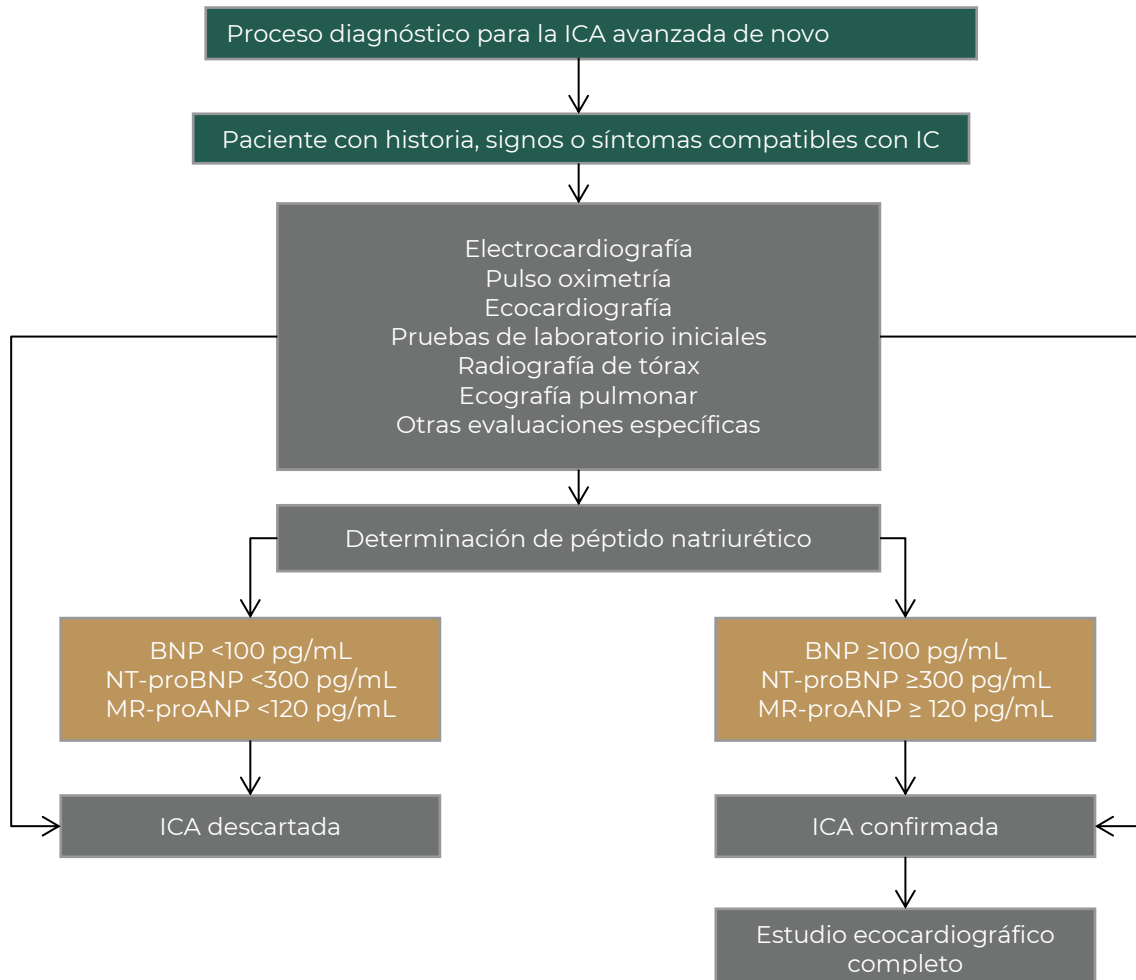 Proceso diagnóstico para la ICA avanzada de novo
Paciente con historia, signos o síntomas compatibles con IC
Electrocardiografía
Pulso oximetría
Ecocardiografía
Pruebas de laboratorio iniciales
Radiografía de tórax
Ecografía pulmonar
Otras evaluaciones específicas
Determinación de péptido natriurético
BNP <100 pg/mL
NT-proBNP <300 pg/mL
MR-proANP <120 pg/mL
BNP ≥100 pg/mL
NT-proBNP ≥300 pg/mL
MR-proANP ≥ 120 pg/mL
ICA descartada
ICA confirmada
Estudio ecocardiográfico
completo